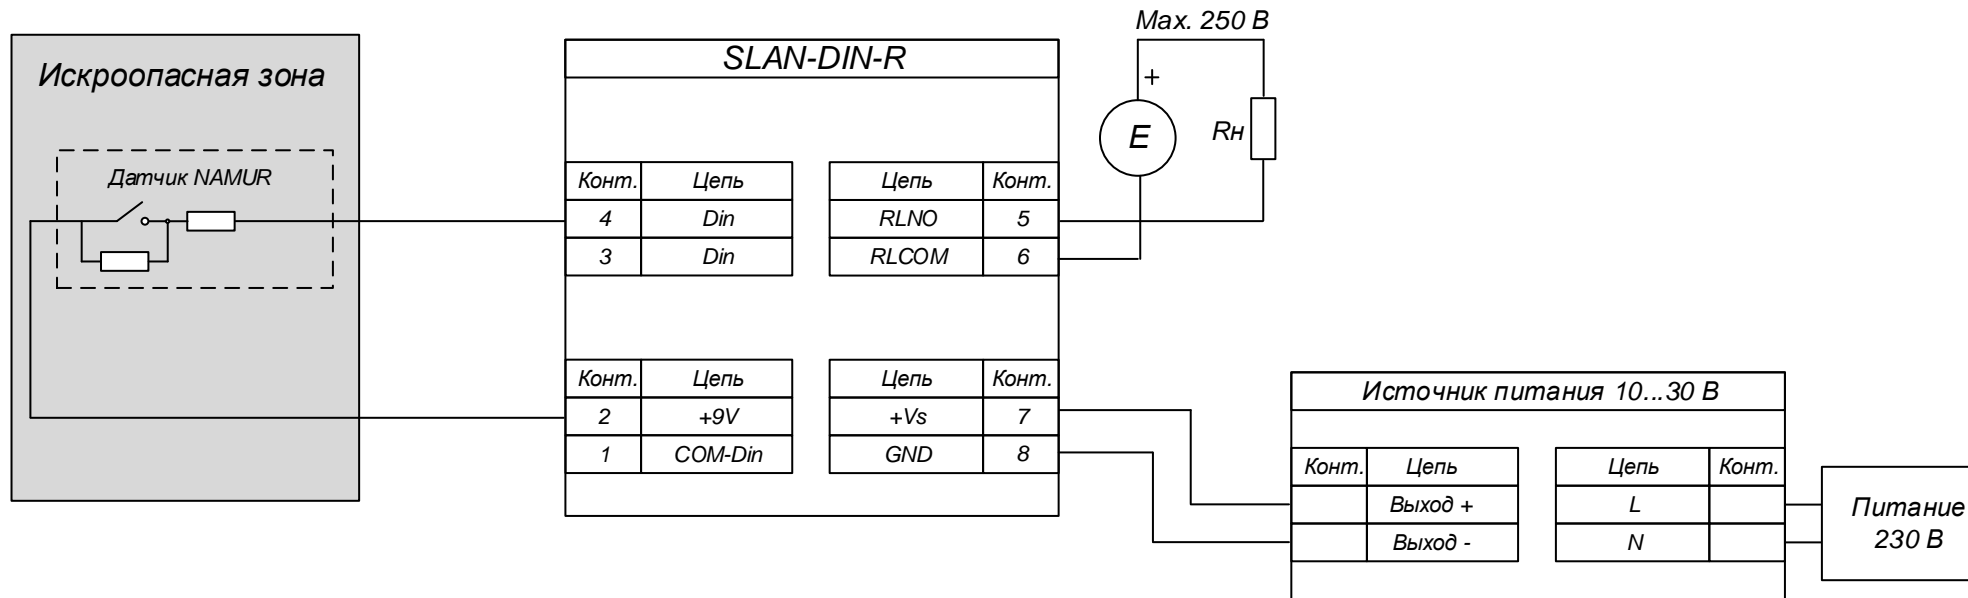 Max. 250 В
Искроопасная зона
SLAN-DIN-R
+
E
Rн
Датчик NAMUR
Конт. Цепь Цепь Конт.
4 Din RLNO 5
3 Din RLCOM 6
Конт. Цепь Цепь Конт.
2 +9V +Vs 7
1 COM-Din GND 8
Источник питания 10...30 В
Конт. Цепь Цепь Конт.
Выход + L
Выход - N
Питание
230 В